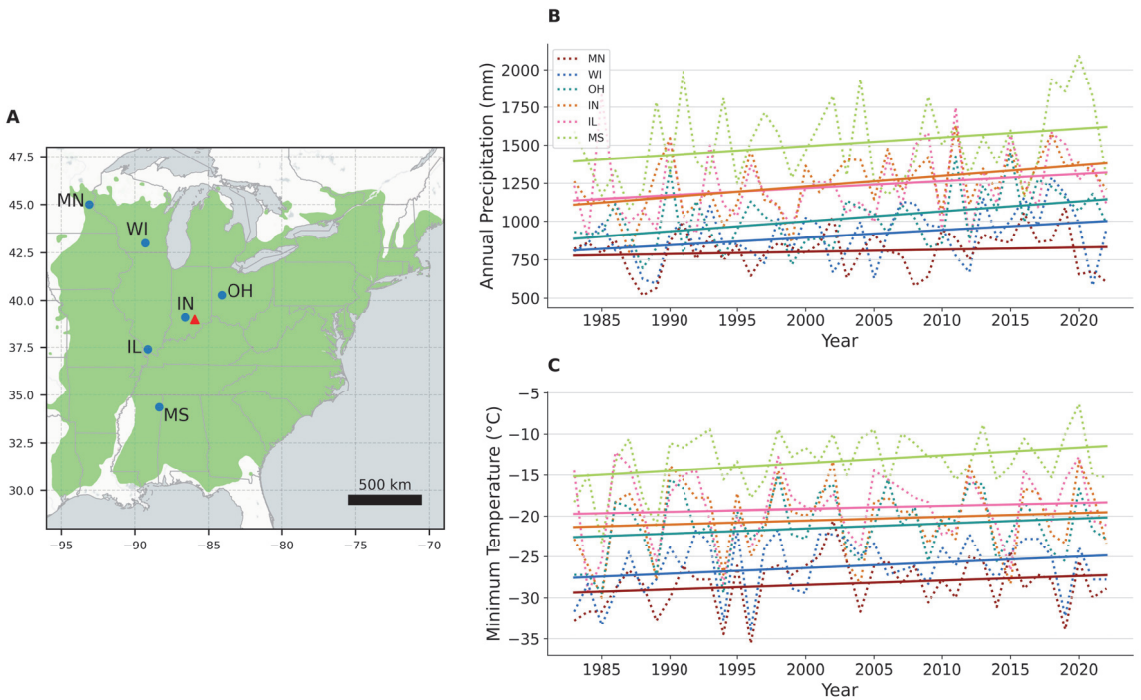 A
47.5
45.0
42.5
40.0
37.5
35.0
32.5
30.0
MN
WI
IN
OH
IL
MS
500 km
−95
−90
−85
−80
−75
−70
B
Annual Precipitation (mm)
2000
1750
1500
1250
1000
750
500
MN
WI
OH
IN
IL
MS
1985
1990
1995
2000
2005
2010
2015
2020
Year
C
Minimum Temperature (°C)
−5
−10
−15
−20
−25
−30
−35
1985
1990
1995
2000
2005
2010
2015
2020
Year